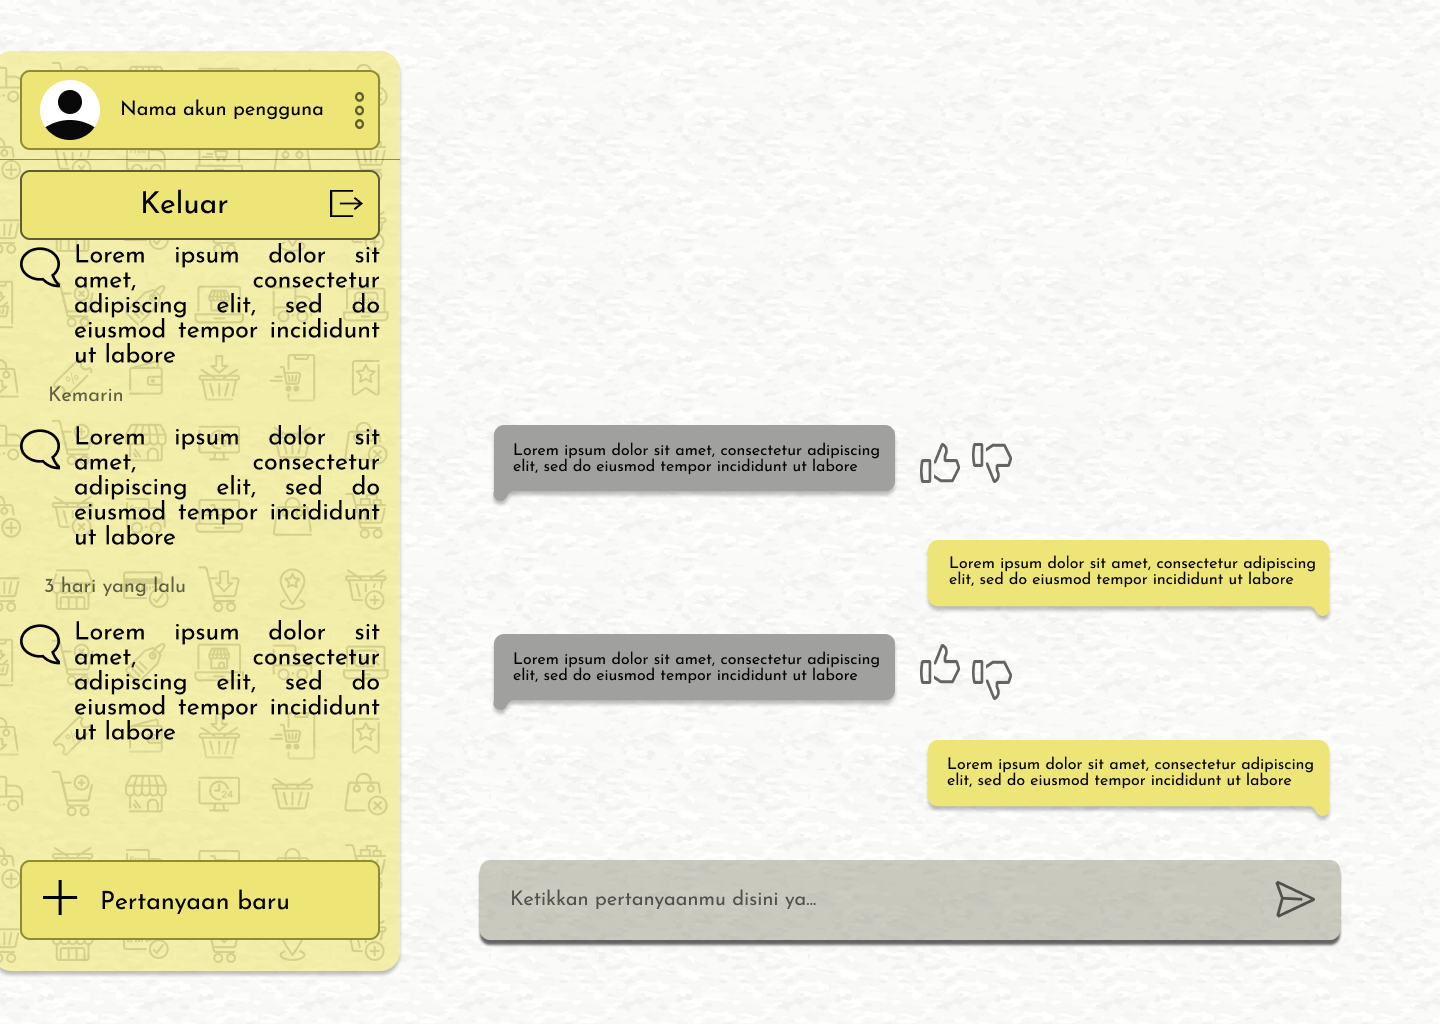 Nama akun pengguna
Keluar
Lorem ipsum dolor sit
amet, consectetur
adipiscing elit, sed do
eiusmod tempor incididunt
ut labore
Kemarin
Lorem ipsum dolor sit
amet, consectetur
adipiscing elit, sed do
eiusmod tempor incididunt
ut labore
3 hari yang lalu
Lorem ipsum dolor sit
amet, consectetur
adipiscing elit, sed do
eiusmod tempor incididunt
ut labore
24
Pertanyaan baru
Lorem ipsum dolor sit amet, consectetur adipiscing
elit, sed do eiusmod tempor incididunt ut labore
Lorem ipsum dolor sit amet, consectetur adipiscing
elit, sed do eiusmod tempor incididunt ut labore
Lorem ipsum dolor sit amet, consectetur adipiscing
elit, sed do eiusmod tempor incididunt ut labore
Lorem ipsum dolor sit amet, consectetur adipiscing
elit, sed do eiusmod tempor incididunt ut labore
Ketikkan pertanyaanmu disini ya...